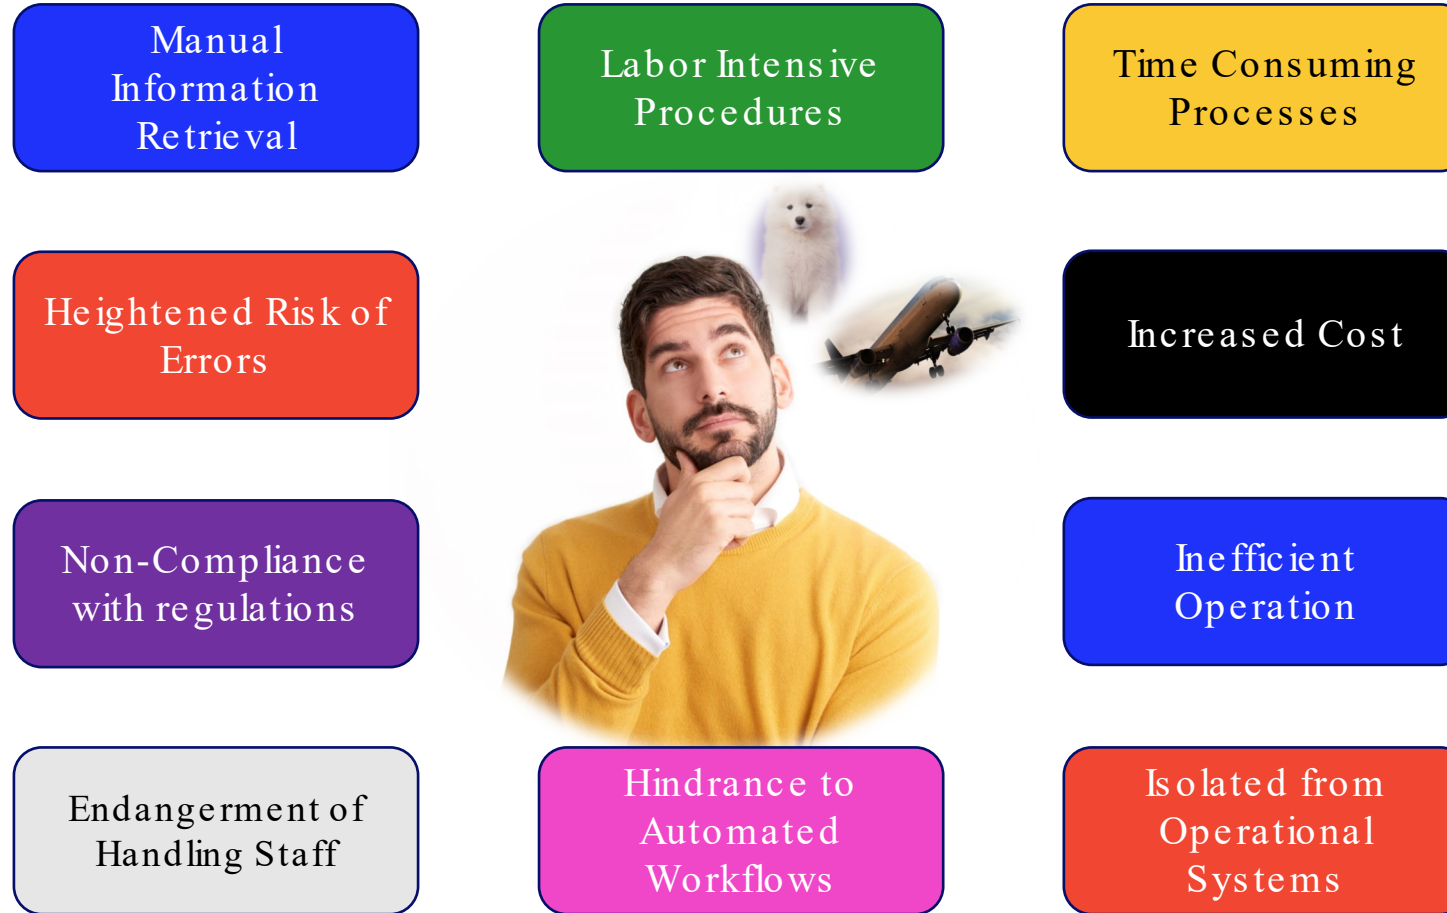 Manual
Information
Retrieval
Labor Intensive
Procedures
Time Consuming
Processes
Heightened Risk of
Errors
Increased Cost
Non-Compliance
with regulations
Inefficient
Operation
Endangerment of
Handling Staff
Hindrance to
Automated
Workflows
Isolated from
Operational
Systems